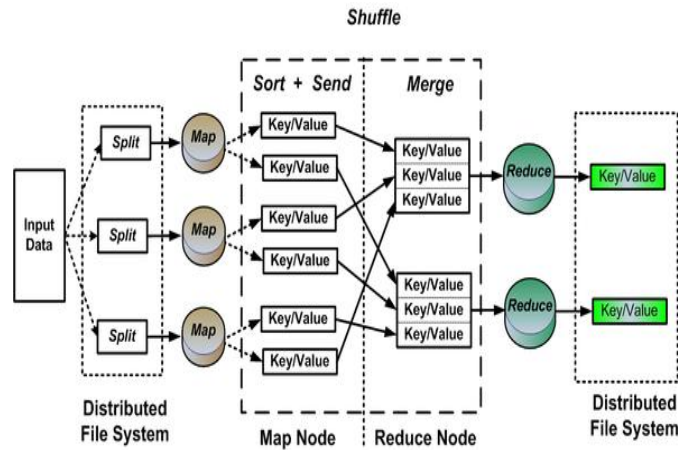 Shuffle
Sort + Send
Merge
Input
Data
Split
Split
Split
Map
Map
Map
Key/Value
Key/Value
Key/Value
Key/Value
Key/Value
Key/Value
Key/Value
Key/Value
Key/Value
Key/Value
Key/Value
Key/Value
Reduce
Reduce
Key/Value
Key/Value
Distributed
File System
Map Node
Reduce Node
Distributed
File System